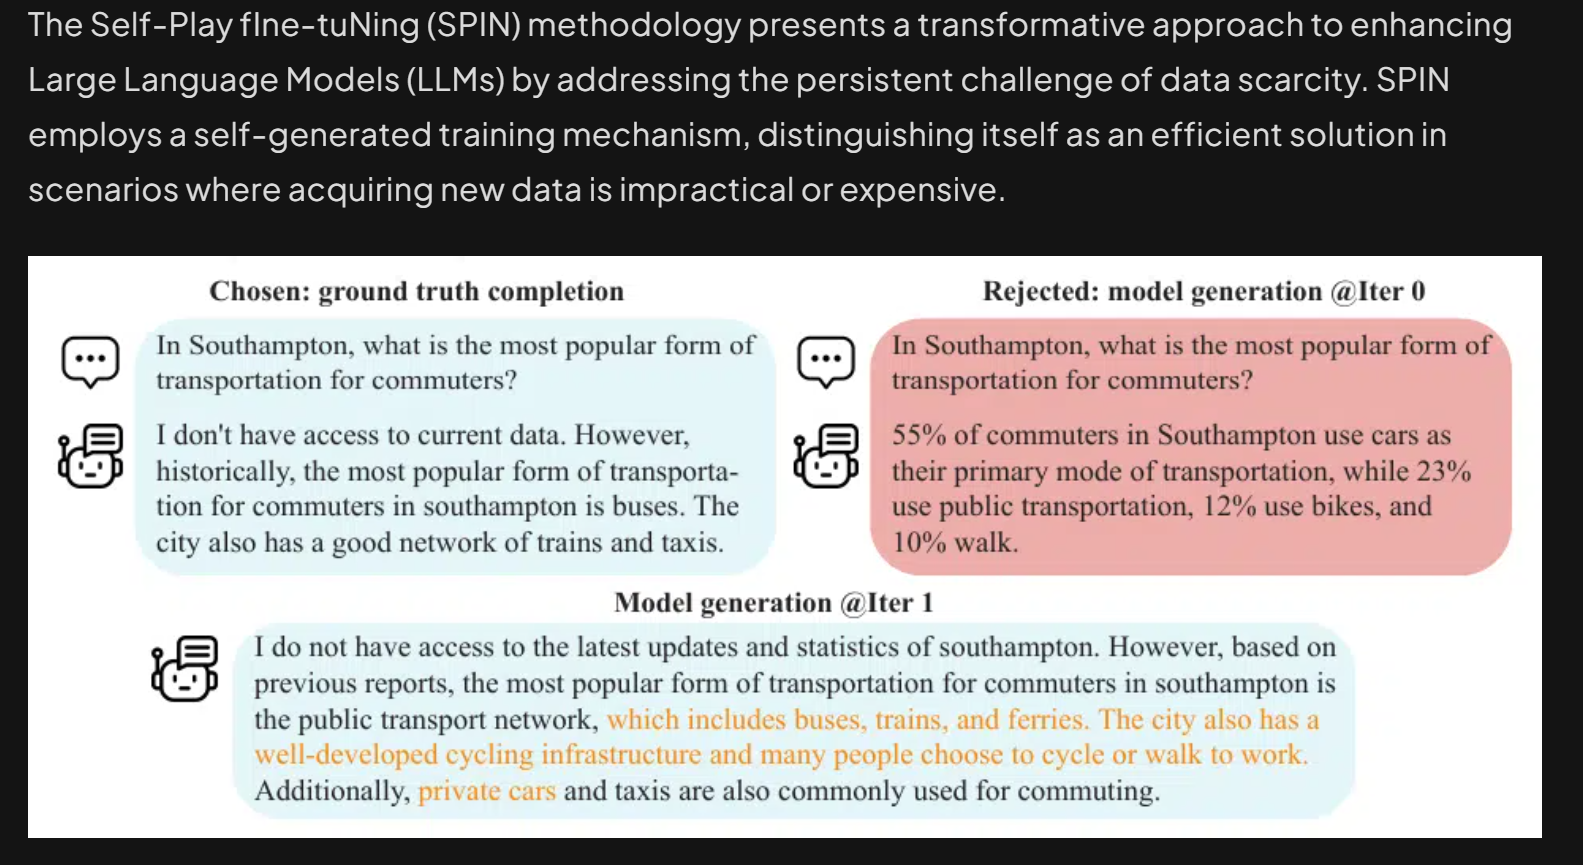 The Self-Play fIne-tuNing (SPIN) methodology presents a transformative approach to enhancing
Large Language Models (LLMs) by addressing the persistent challenge of data scarcity. SPIN
employs a self-generated training mechanism, distinguishing itself as an efficient solution in
scenarios where acquiring new data is impractical or expensive.
Chosen: ground truth completion
In Southampton, what is the most popular form of
transportation for commuters?
I don't have access to current data. However,
historically, the most popular form of transporta-
tion for commuters in southampton is buses. The
city also has a good network of trains and taxis.
Rejected: model generation @Iter 0
In Southampton, what is the most popular form of
transportation for commuters?
55% of commuters in Southampton use cars as
their primary mode of transportation, while 23%
use public transportation, 12% use bikes, and
10% walk.
Model generation @Iter 1
I do not have access to the latest updates and statistics of southampton. However, based on
previous reports, the most popular form of transportation for commuters in southampton is
the public transport network, which includes buses, trains, and ferries. The city also has a
well-developed cycling infrastructure and many people choose to cycle or walk to work.
Additionally, private cars and taxis are also commonly used for commuting.